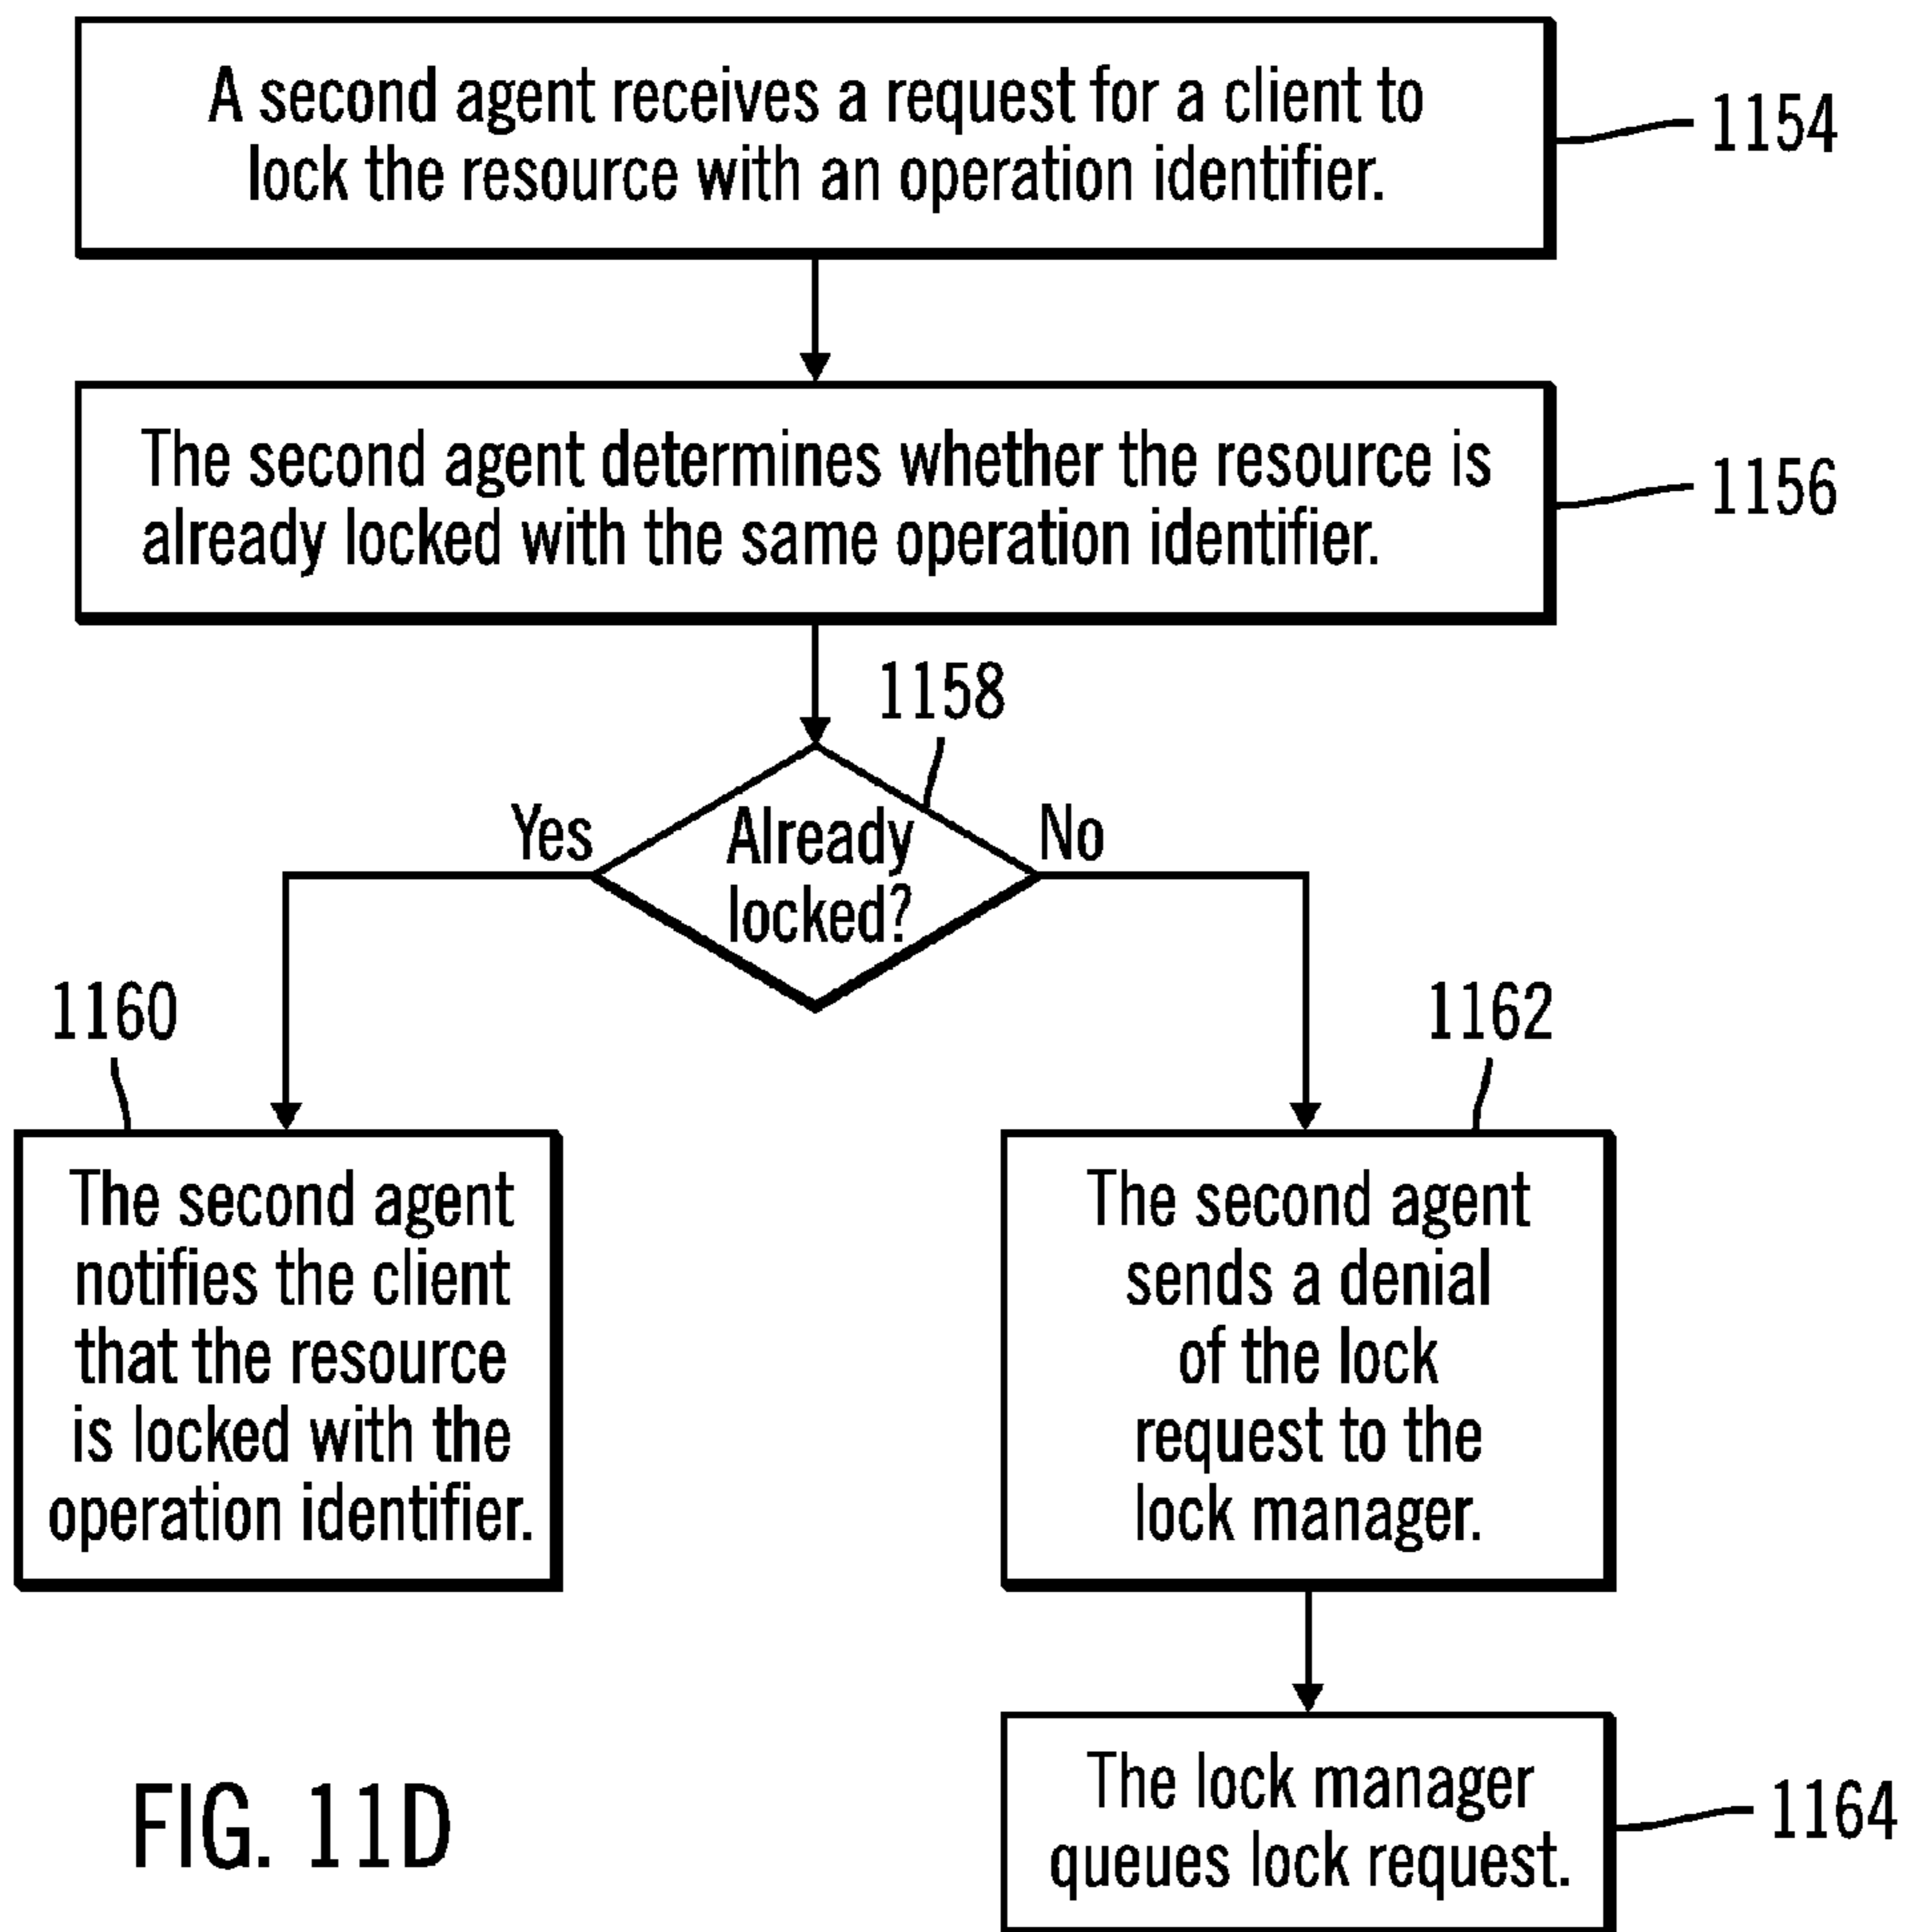 A second agent receives a request for a client to
lock the resource with an operation identifier.
1154
The second agent determines whether the resource is
already locked with the same operation identifier.
1156
1158
Yes
Already
locked?
No
1160
1162
The second agent
notifies the client
that the resource
is locked with the
operation identifier.
The second agent
sends a denial
of the lock
request to the
lock manager.
The lock manager
queues lock request.
1164
FIG. 11D